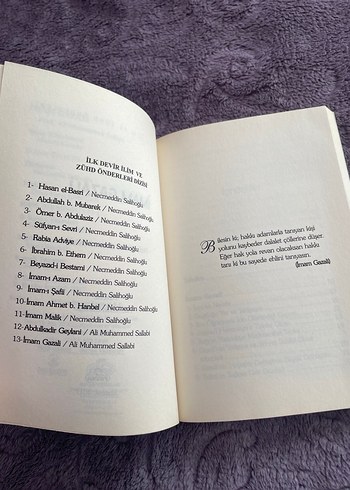 İLK DEVİR İLİM VE
ZÜHD ÖNDERLERİ DİZİSİ
1- Hasan el-Basri / Necmeddin Salihoğlu
2- Abdullah b. Mubarek / Necmeddin Salihoğlu
3- Ömer b. Abdulaziz / Necmeddin Salihoğlu
4- Süfyan-ı Sevri / Necmeddin Salihoğlu
5- Rabia Adviye / Necmeddin Salihoğlu
6- İbrahim b. Ethem / Necmeddin Salihoğlu
7- Beyazıd-i Bestami / Necmeddin Salihoğlu
8- İmam-ı Azam / Necmeddin Salihoğlu
9- İmam-ı Şafii / Necmeddin Salihoğlu
10-İmam Ahmet b. Hanbel / Necmeddin Salihoğlu
11-İmam Malik / Necmeddin Salihoğlu
12-Abdulkadir Geylani / Ali Muhammed Sallabi
13-İmam Gazali / Ali Muhammed Sallabi
Bilesin ki; hakkı adamlarla tanıyan kişi
yolunu kaybeder dalalet çöllerine düşer.
Eğer hak yola revan olacaksan hakkı
tanı ki bu sayede ehlini tanıyasın.
(İmam Gazali)